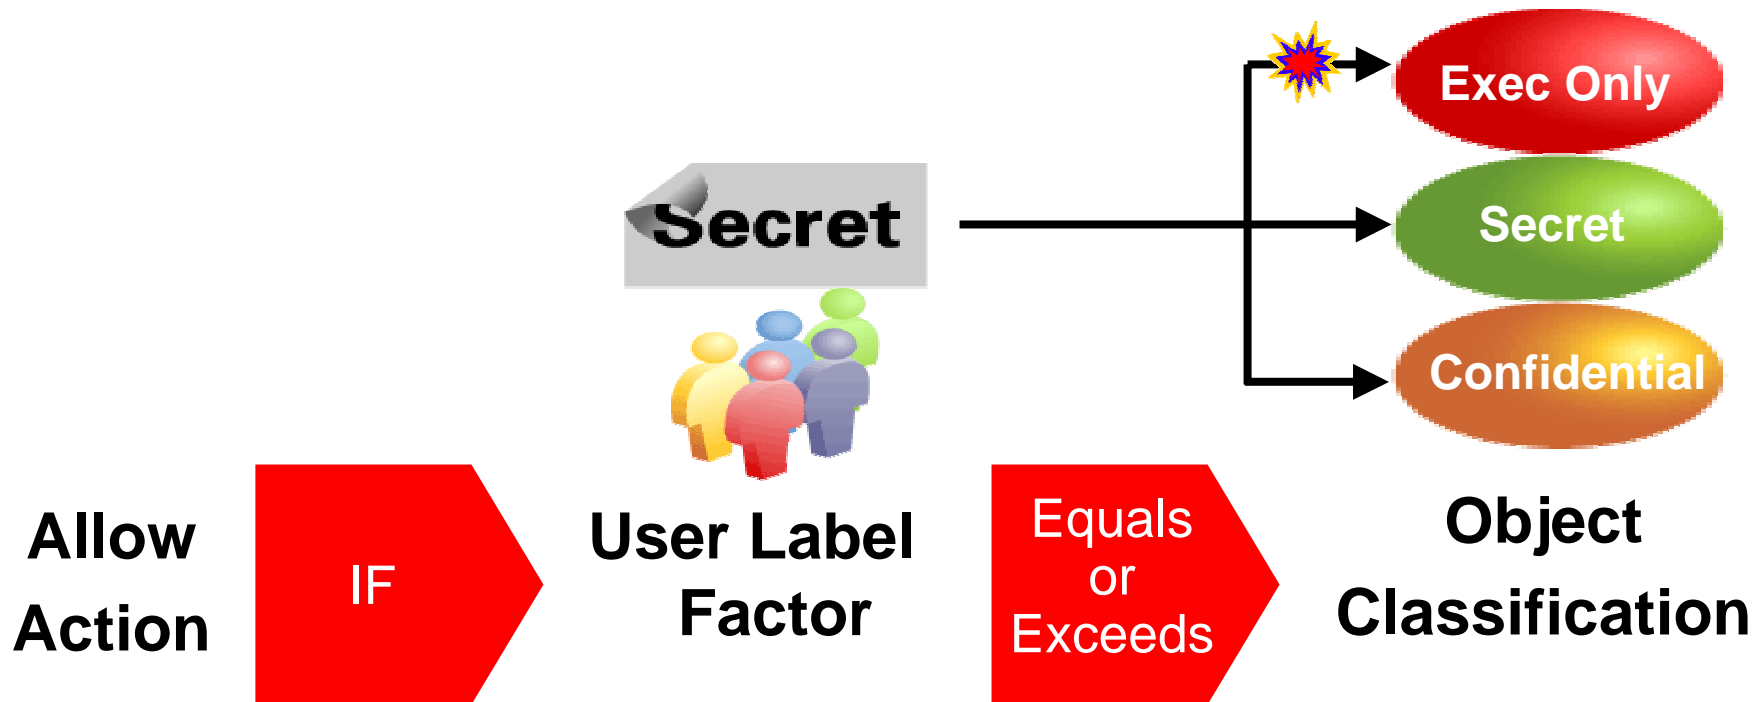 Exec Only
Secret
Secret
Confidential
Allow
Action
IF
User Label
Factor
Equals
or
Exceeds
Object
Classification